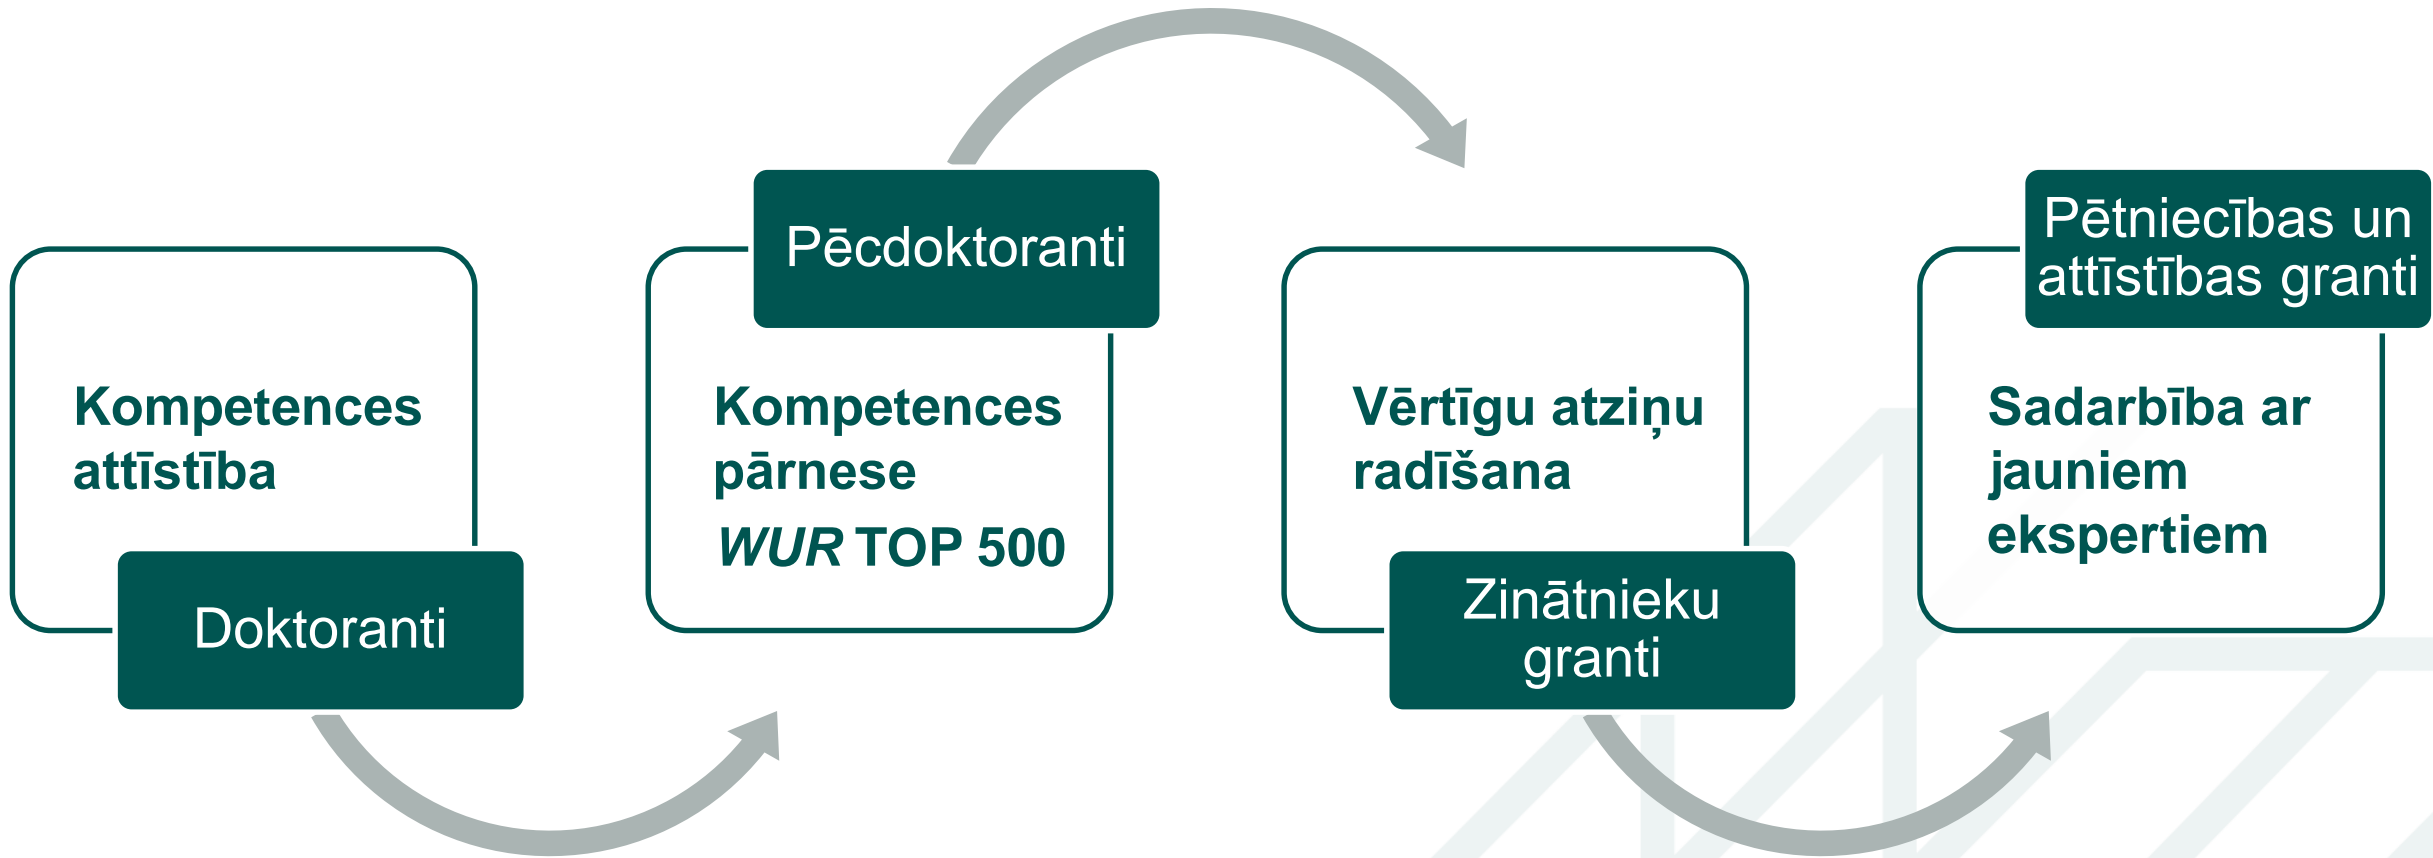 Kompetences
attīstība
Doktoranti
Pēcdoktoranti
Kompetences
pārnese
WUR TOP 500
Vērtīgu atziņu
radīšana
Zinātnieku
granti
Pētniecības un
attīstības granti
Sadarbība ar
jauniem
ekspertiem